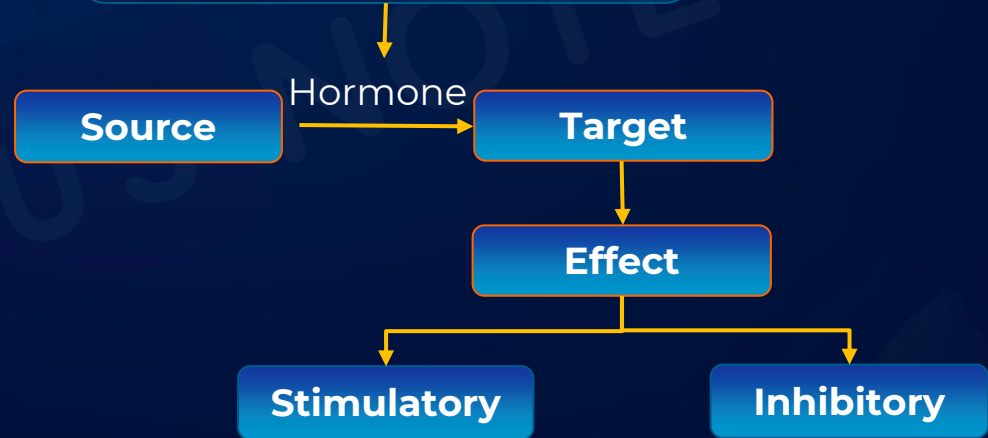 Hormone
Source
Target
Effect
Stimulatory
Inhibitory